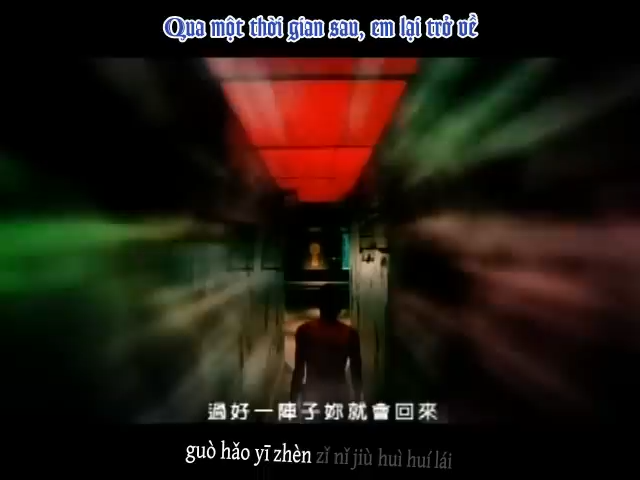 Qua một thời gian sau, em lại trở về
過好一陣子妳就會回來
guò hǎo yī zhèn zǐ nǐ jiù huì huí lái